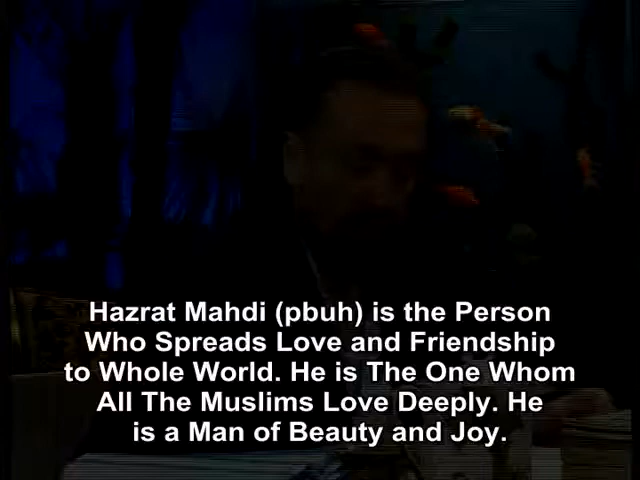 Hazrat Mahdi (pbuh) is the Person
Who Spreads Love and Friendship
to Whole World. He is The One Whom
All The Muslims Love Deeply. He
is a Man of Beauty and Joy.